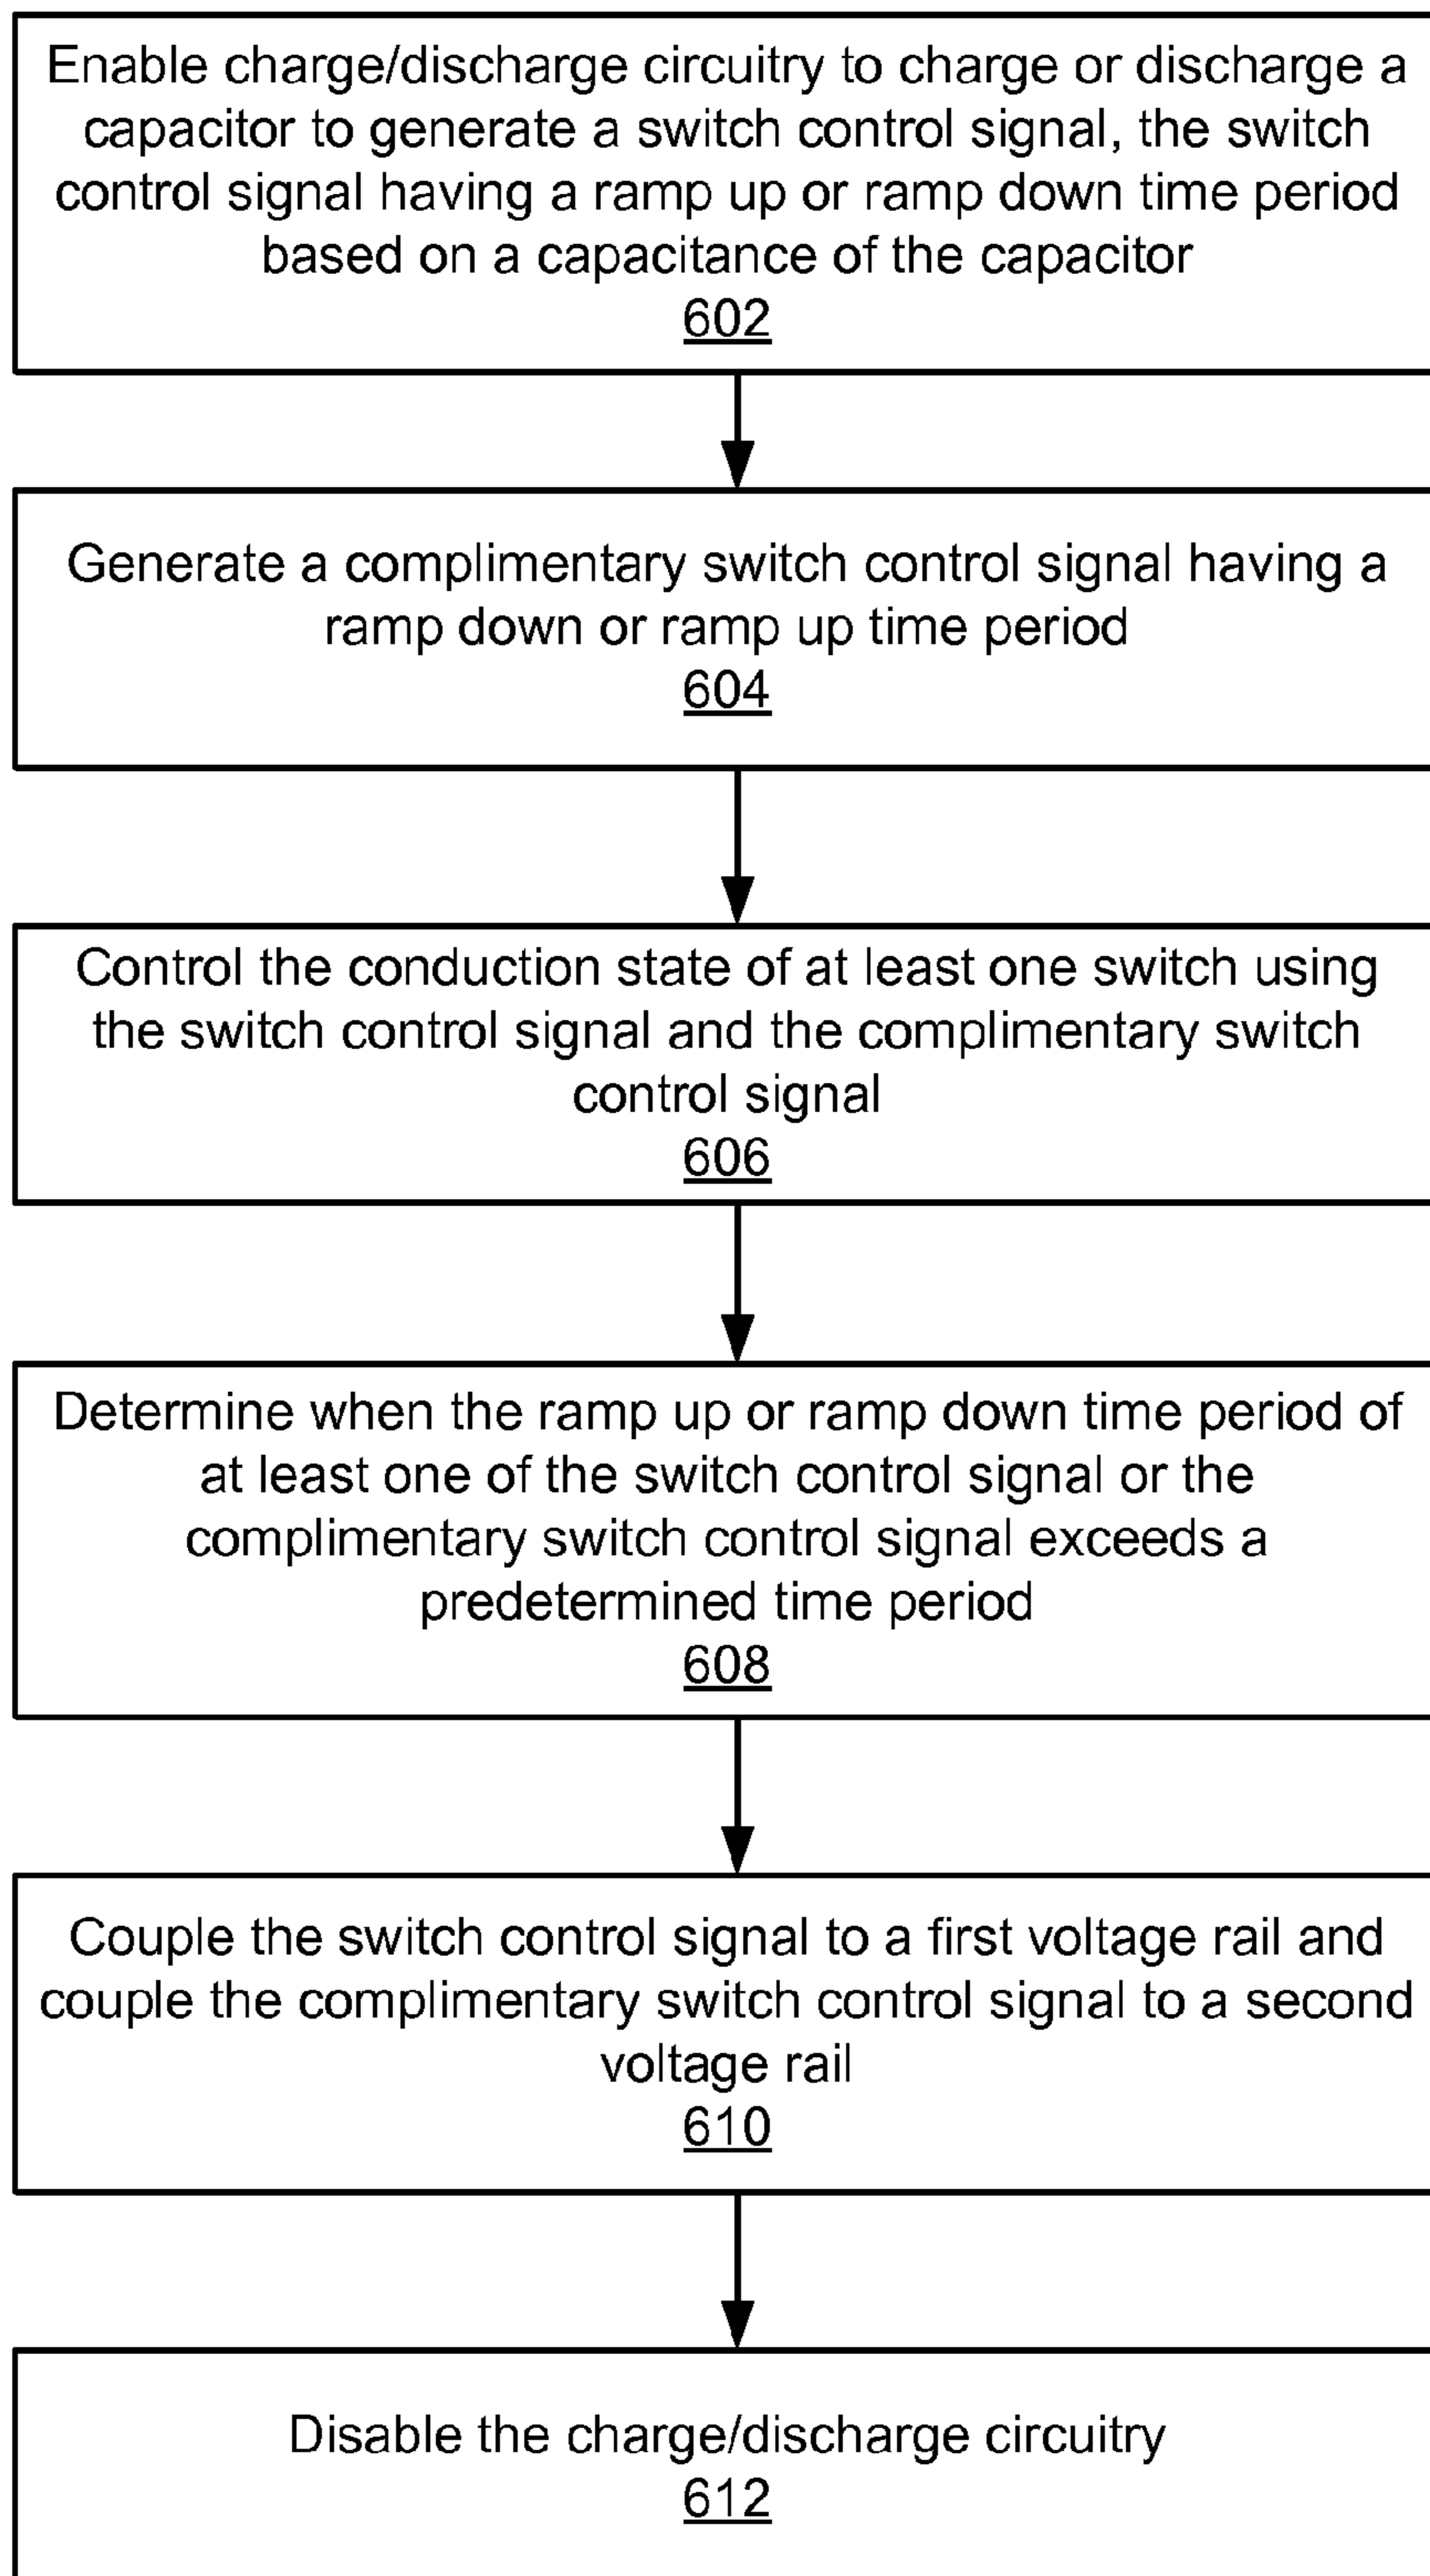 Enable charge/discharge circuitry to charge or discharge a
capacitor to generate a switch control signal, the switch
control signal having a ramp up or ramp down time period
based on a capacitance of the capacitor
602
Generate a complimentary switch control signal having a
ramp down or ramp up time period
604
Control the conduction state of at least one switch using
the switch control signal and the complimentary switch
control signal
606
Determine when the ramp up or ramp down time period of
at least one of the switch control signal or the
complimentary switch control signal exceeds a
predetermined time period
608
Couple the switch control signal to a first voltage rail and
couple the complimentary switch control signal to a second
voltage rail
610
Disable the charge/discharge circuitry
612